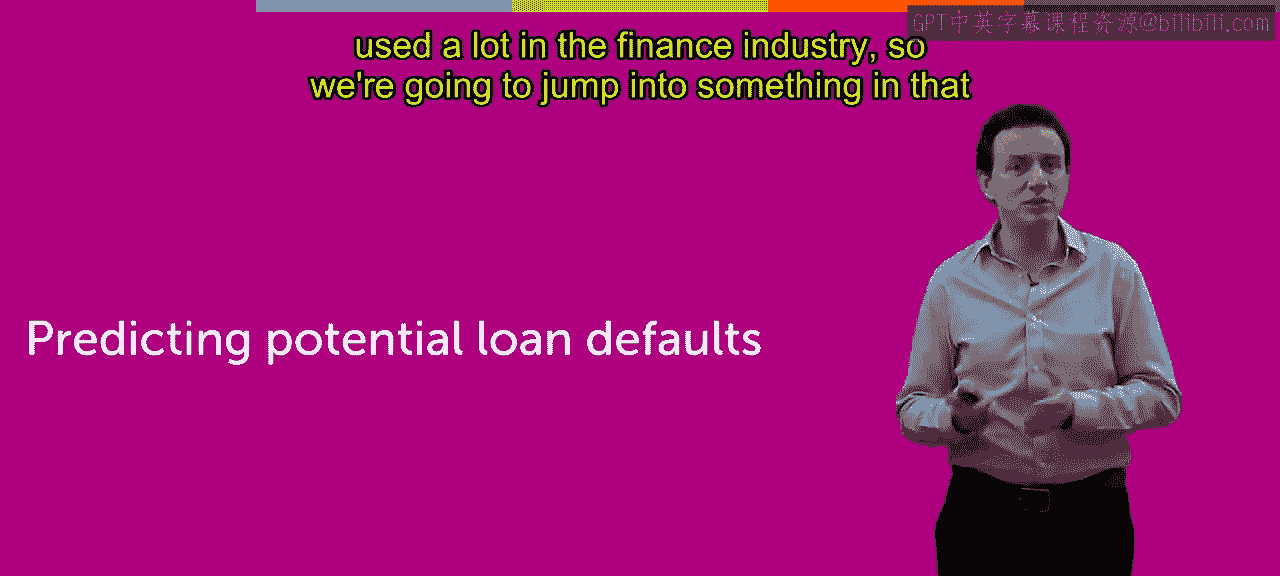 GPT中英字幕课程资源@bilibili.com
used a lot in the finance industry, so
we're going to jump into something in that
Predicting potential loan defaults